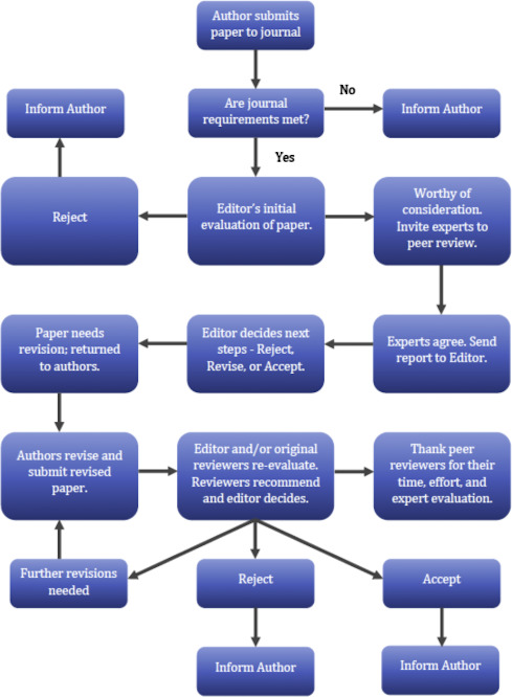 Author submits
paper to journal
Are journal
requirements met?
No
Inform Author
Inform Author
Yes
Reject
Editor's initial
evaluation of paper.
Worthy of
consideration.
Invite experts to
peer review.
Paper needs
revision; returned
to authors.
Editor decides next
steps - Reject,
Revise, or Accept.
Experts agree. Send
report to Editor.
Authors revise and
submit revised
paper.
Editor and/or original
reviewers re-evaluate.
Reviewers recommend
and editor decides.
Thank peer
reviewers for their
time, effort, and
expert evaluation.
Further revisions
needed
Reject
Accept
Inform Author
Inform Author